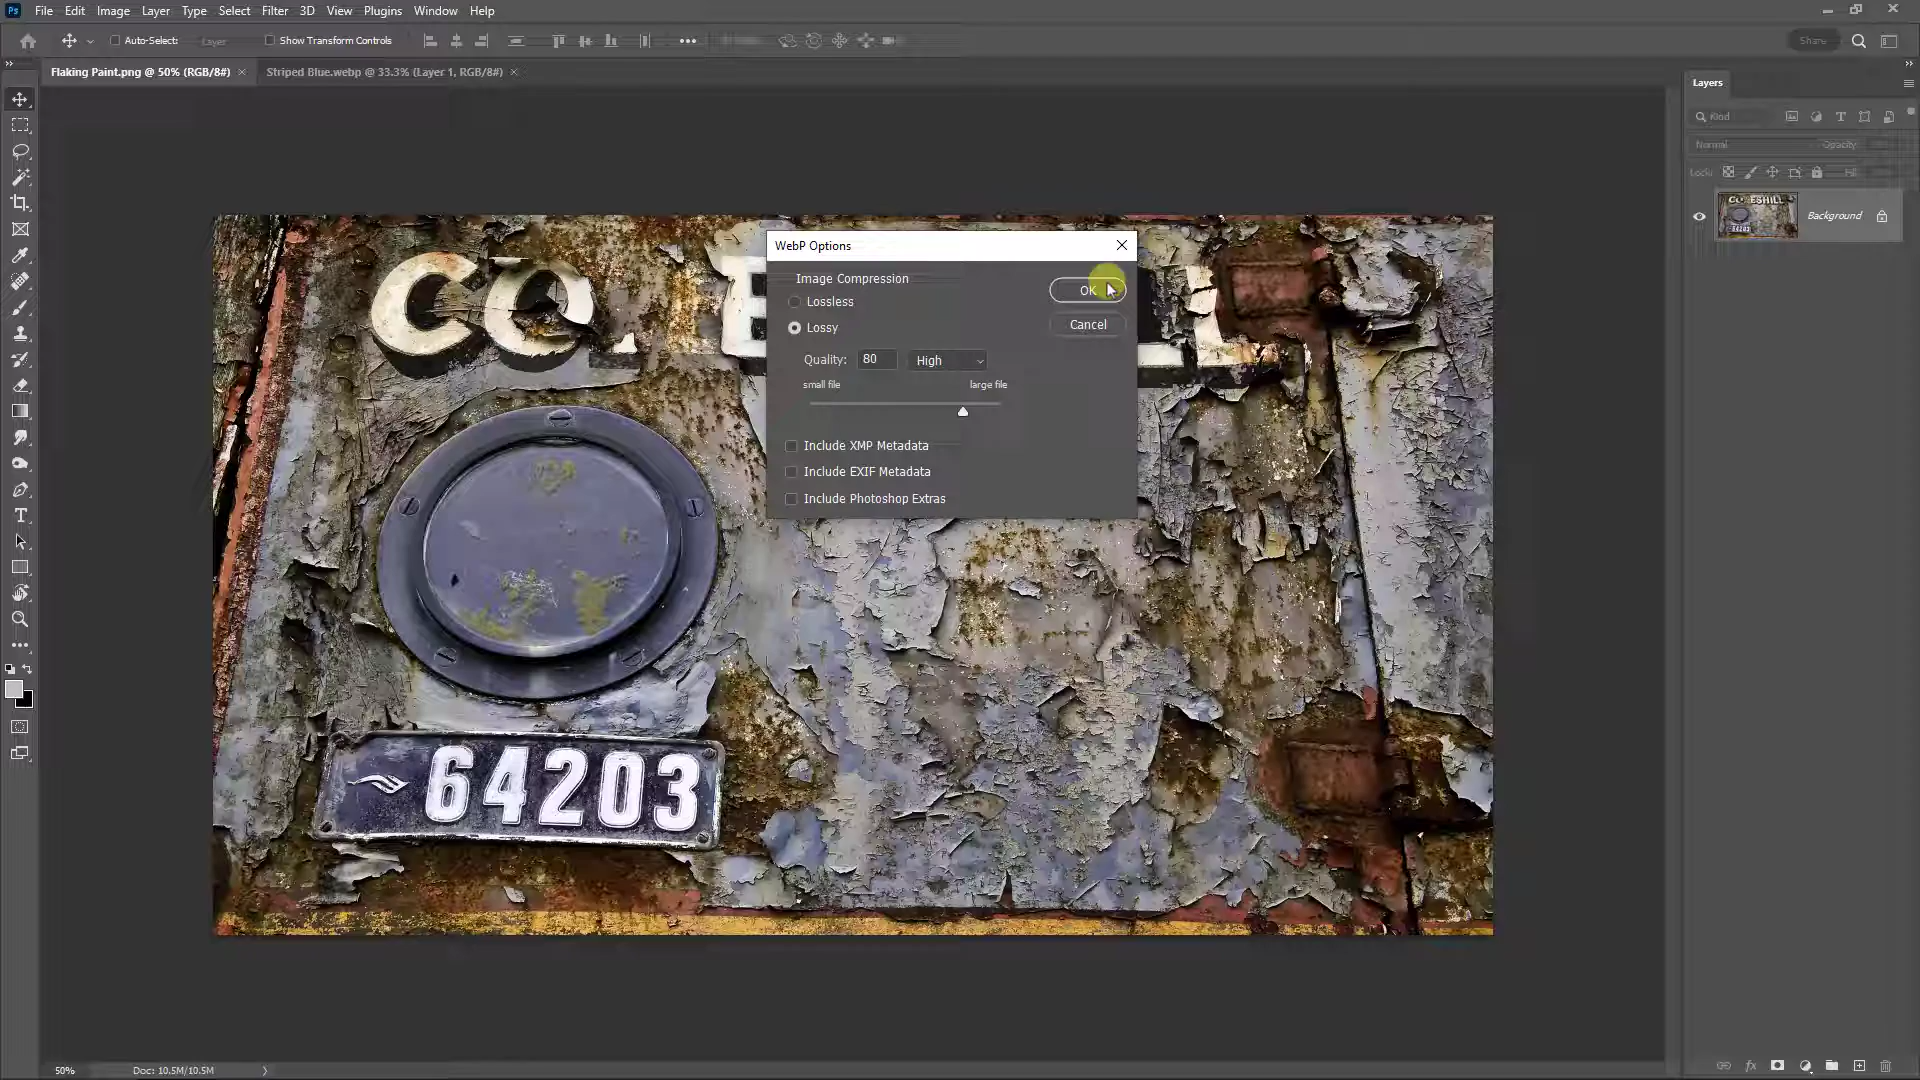 Ps File Edit Image Layer Type Select Filter 3D View Plugins Window Help
Auto-Select: Layer Show Transform Controls Share
Flaking Paint.png @ 50% (RGB/8#) × Striped Blue.webp @ 33.3% (Layer 1, RGB/8#) ×
Layers
Kind
Normal Opacity:
Lock: Fill
Background
WebP Options
Image Compression
Lossless
Lossy
Quality: 80 High
small file large file
Include XMP Metadata
Include EXIF Metadata
Include Photoshop Extras
OK
Cancel
64203
50% Doc: 10.5M/10.5M